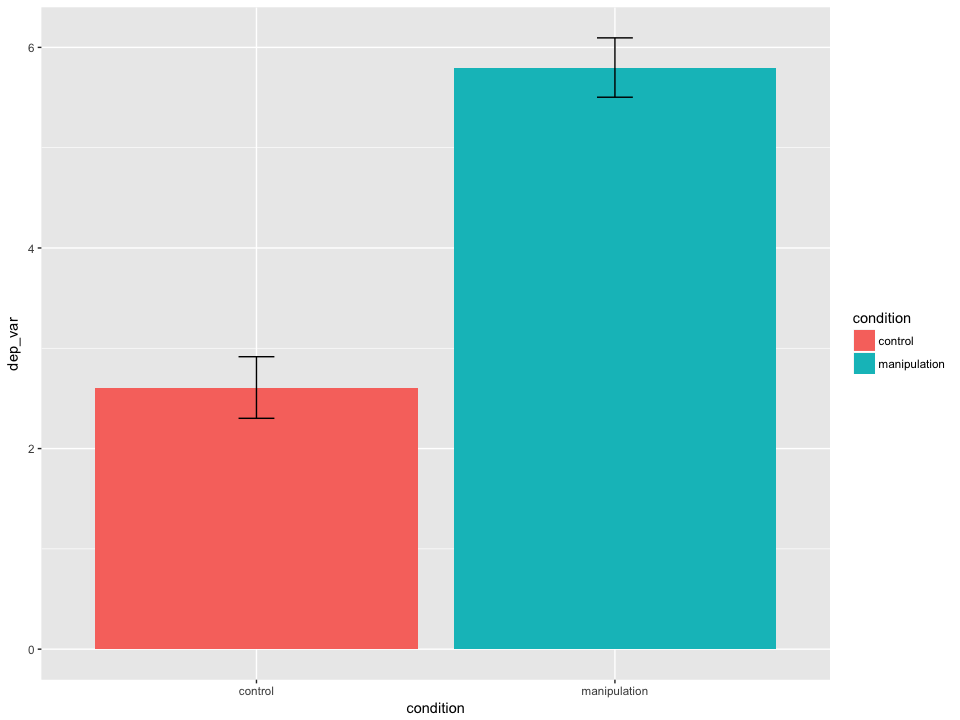 6
4
2
0
dep_var
control
manipulation
condition
condition
control
manipulation